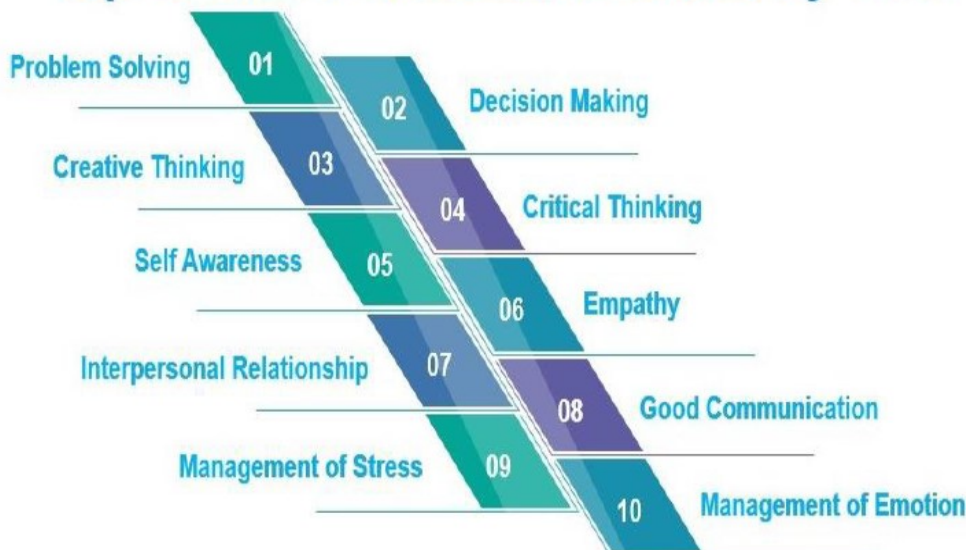 Problem Solving
01
02
Decision Making
Creative Thinking
03
04
Critical Thinking
Self Awareness
05
06
Empathy
Interpersonal Relationship
07
08
Good Communication
Management of Stress
09
10
Management of Emotion